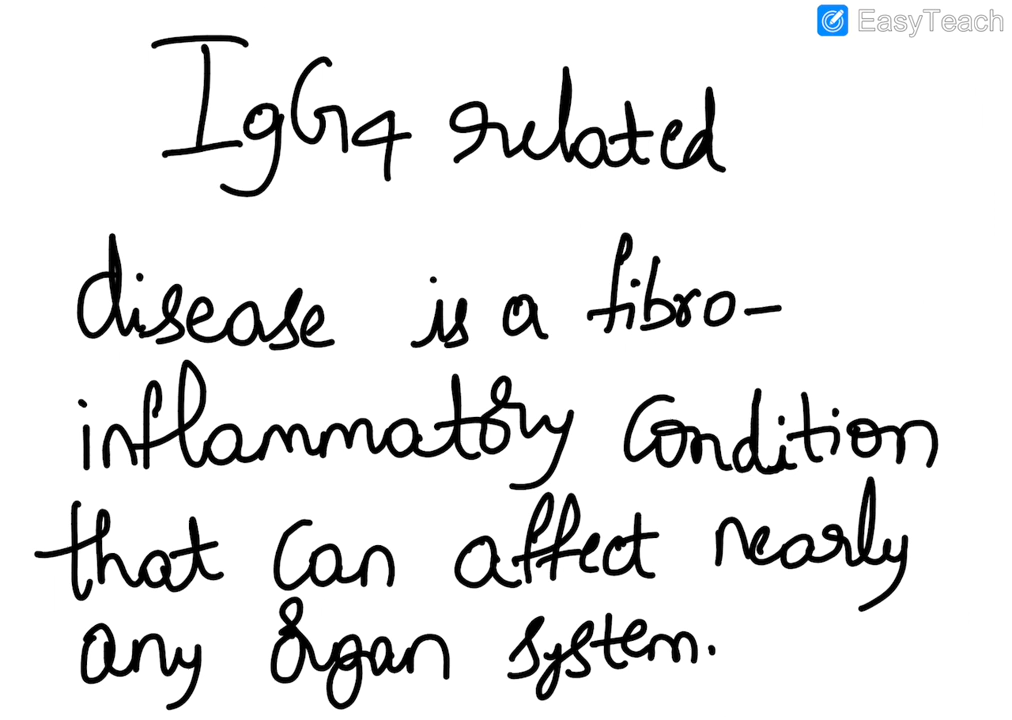 EasyTeach
IgG4 related
disease is a fibro-
inflammatory condition
that can affect nearly
any organ system.